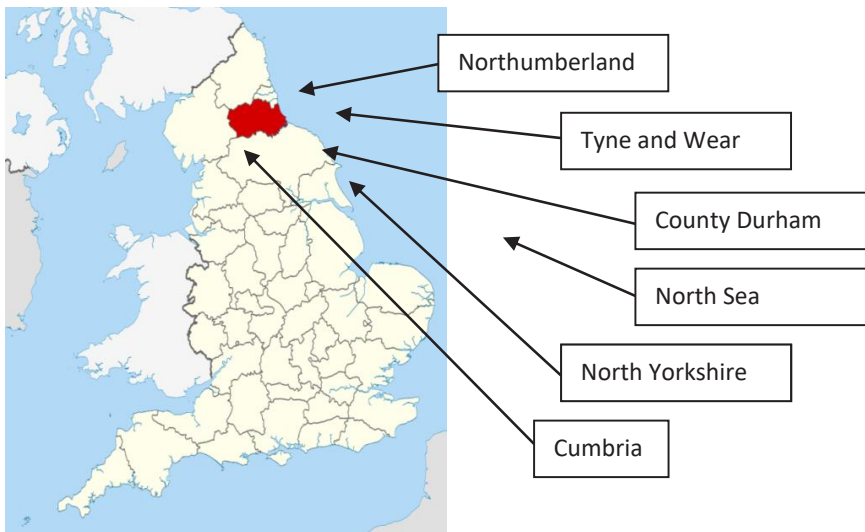 Northumberland
Tyne and Wear
County Durham
North Sea
North Yorkshire
Cumbria